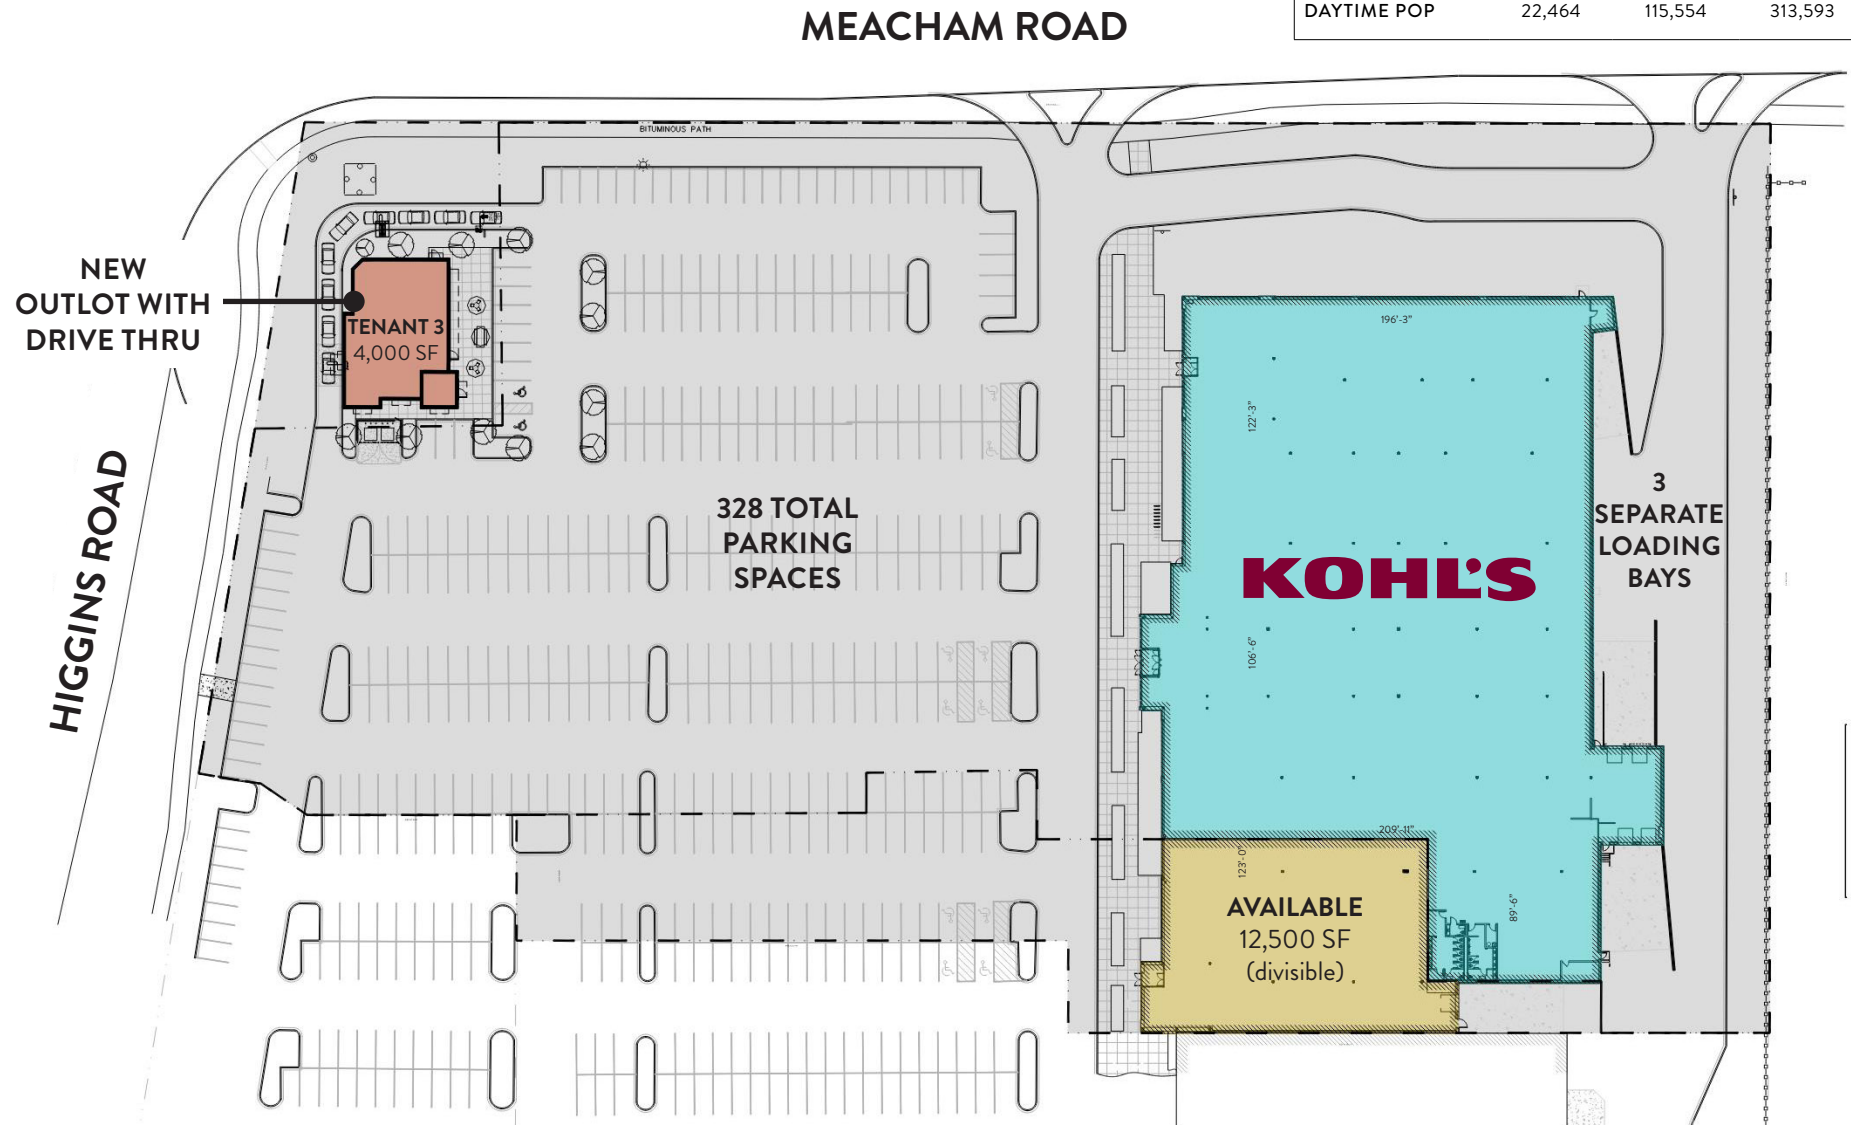 MEACHAM ROAD
DAYTIME POP 22,464 115,554 313,593
BITUMINOUS PATH
NEW
OUTLOT WITH
DRIVE THRU
TENANT 3
4,000 SF
HIGGINS ROAD
328 TOTAL
PARKING
SPACES
196'-3"
122'-3"
3
SEPARATE
LOADING
BAYS
KOHL'S
106'-6"
209'-11"
123'-0"
89'-6"
AVAILABLE
12,500 SF
(divisible)